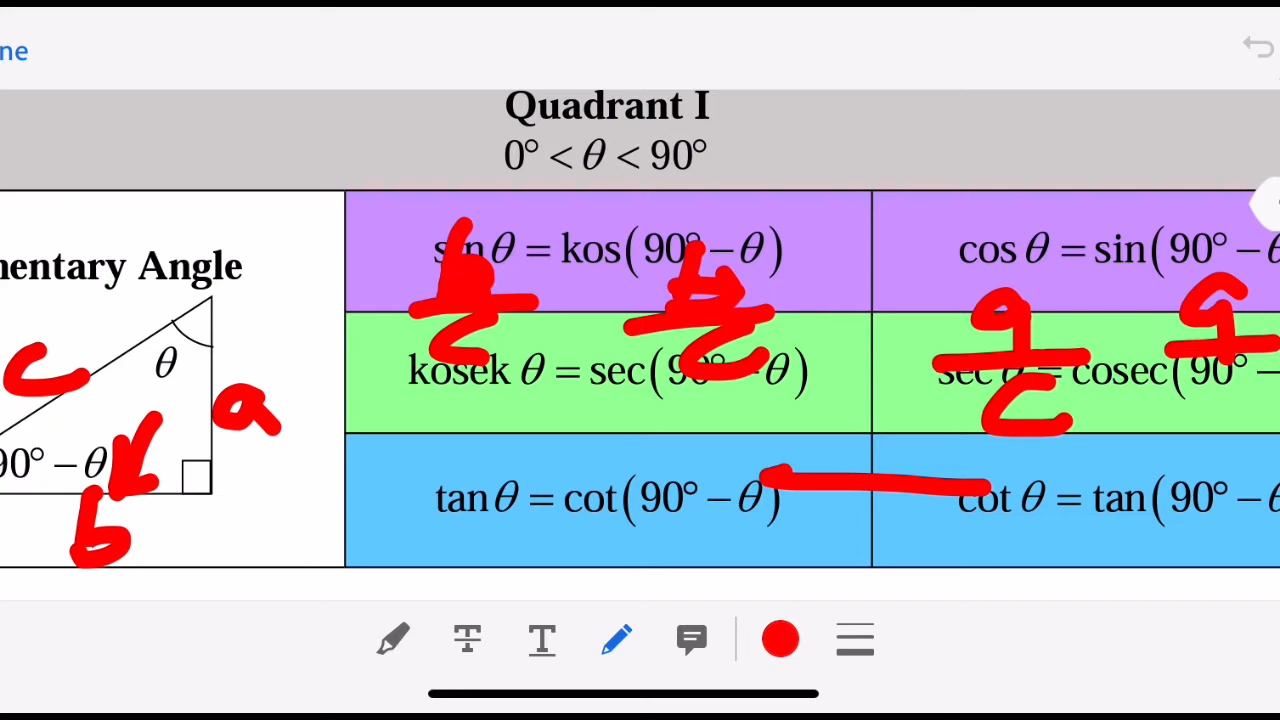 ne
Quadrant I
0° < θ < 90°
mentary Angle
θ
90° − θ
c
a
b
sin θ = kos(90° − θ)
cos θ = sin(90° − θ
b/c
b/c
a/c
a
kosek θ = sec(90° − θ)
sec θ = cosec(90° −
tan θ = cot(90° − θ)
cot θ = tan(90° − θ
T
T